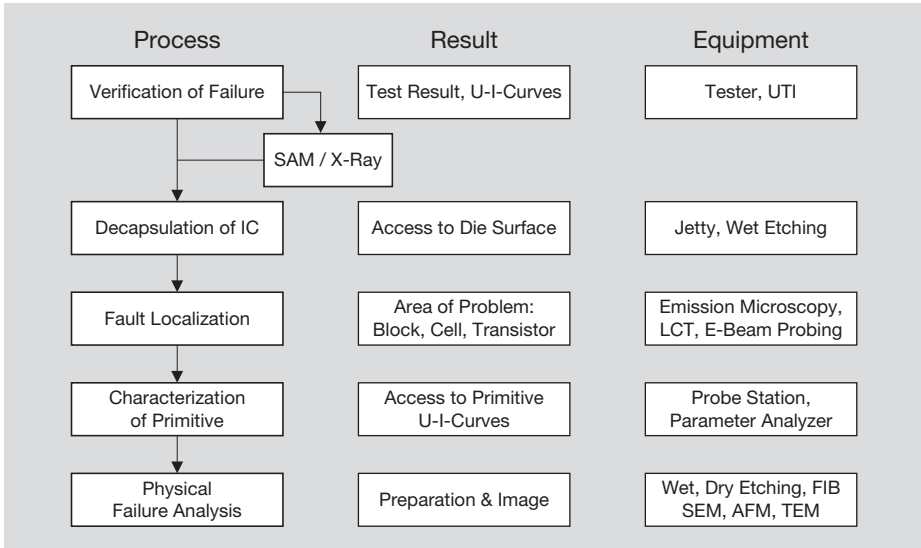 Process
Result
Equipment
Verification of Failure
Test Result, U-I-Curves
Tester, UTI
SAM / X-Ray
Decapsulation of IC
Access to Die Surface
Jetty, Wet Etching
Fault Localization
Area of Problem:
Block, Cell, Transistor
Emission Microscopy,
LCT, E-Beam Probing
Characterization
of Primitive
Access to Primitive
U-I-Curves
Probe Station,
Parameter Analyzer
Physical
Failure Analysis
Preparation & Image
Wet, Dry Etching, FIB
SEM, AFM, TEM